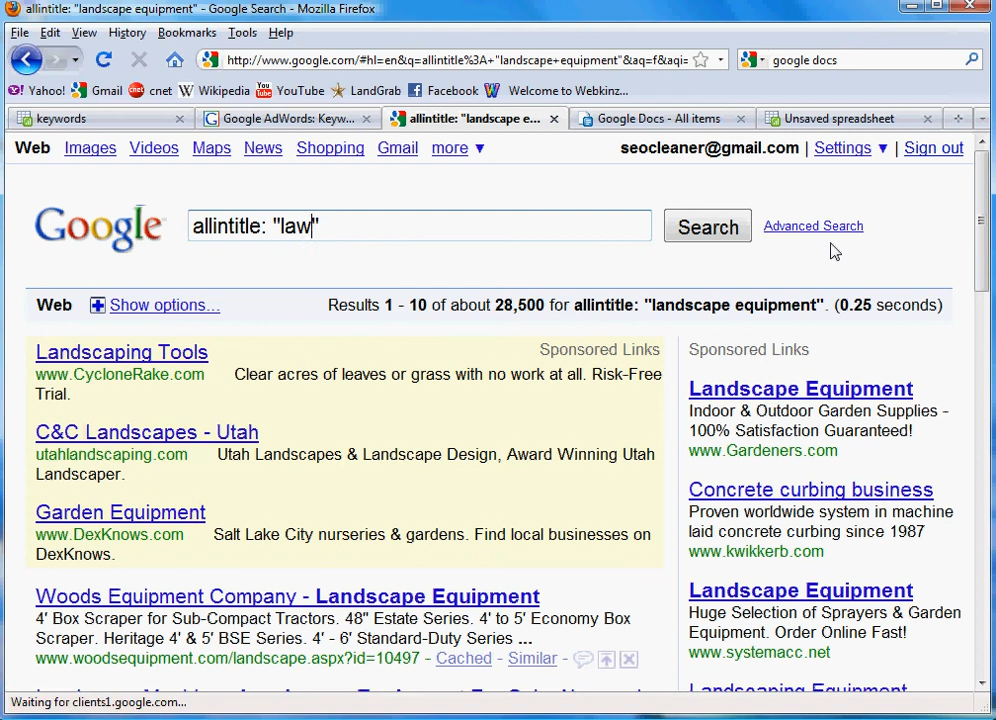 allintitle: "landscape equipment" - Google Search - Mozilla Firefox
File Edit View History Bookmarks Tools Help
http://www.google.com/#hl=en&q=allintitle%3A+"landscape+equipment"&aq=f&aqi= google docs
Yahoo! Gmail cnet Wikipedia YouTube LandGrab Facebook Welcome to Webkinz...
keywords Google AdWords: Keyw... allintitle: "landscape e... Google Docs - All items Unsaved spreadsheet
Web Images Videos Maps News Shopping Gmail more ▼ seocleaner@gmail.com | Settings ▼ | Sign out
Google allintitle: "law" Search Advanced Search
Web Show options... Results 1 - 10 of about 28,500 for allintitle: "landscape equipment". (0.25 seconds)
Landscaping Tools Sponsored Links
www.CycloneRake.com Clear acres of leaves or grass with no work at all. Risk-Free
Trial.
C&C Landscapes - Utah
utahlandscaping.com Utah Landscapes & Landscape Design, Award Winning Utah
Landscaper.
Garden Equipment
www.DexKnows.com Salt Lake City nurseries & gardens. Find local businesses on
DexKnows.
Woods Equipment Company - Landscape Equipment
4' Box Scraper for Sub-Compact Tractors. 48" Estate Series. 4' to 5' Economy Box
Scraper. Heritage 4' & 5' BSE Series. 4' - 6' Standard-Duty Series ...
www.woodsequipment.com/landscape.aspx?id=10497 - Cached - Similar -
Sponsored Links
Landscape Equipment
Indoor & Outdoor Garden Supplies -
100% Satisfaction Guaranteed!
www.Gardeners.com
Concrete curbing business
Proven worldwide system in machine
laid concrete curbing since 1987
www.kwikkerb.com
Landscape Equipment
Huge Selection of Sprayers & Garden
Equipment. Order Online Fast!
www.systemacc.net
Landscaping Equipment
Waiting for clients1.google.com...